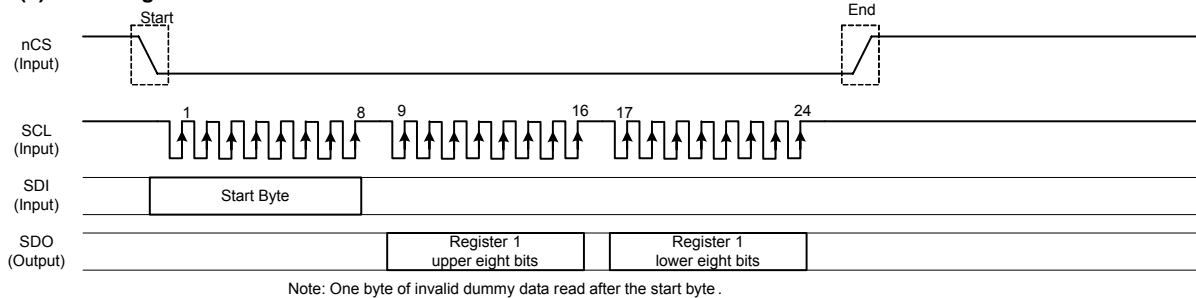 Start
End
nCS
(Input)
1
8
9
16
17
24
SCL
(Input)
SDI
(Input)
Start Byte
SDO
(Output)
Register 1
upper eight bits
Register 1
lower eight bits
Note: One byte of invalid dummy data read after the start byte .